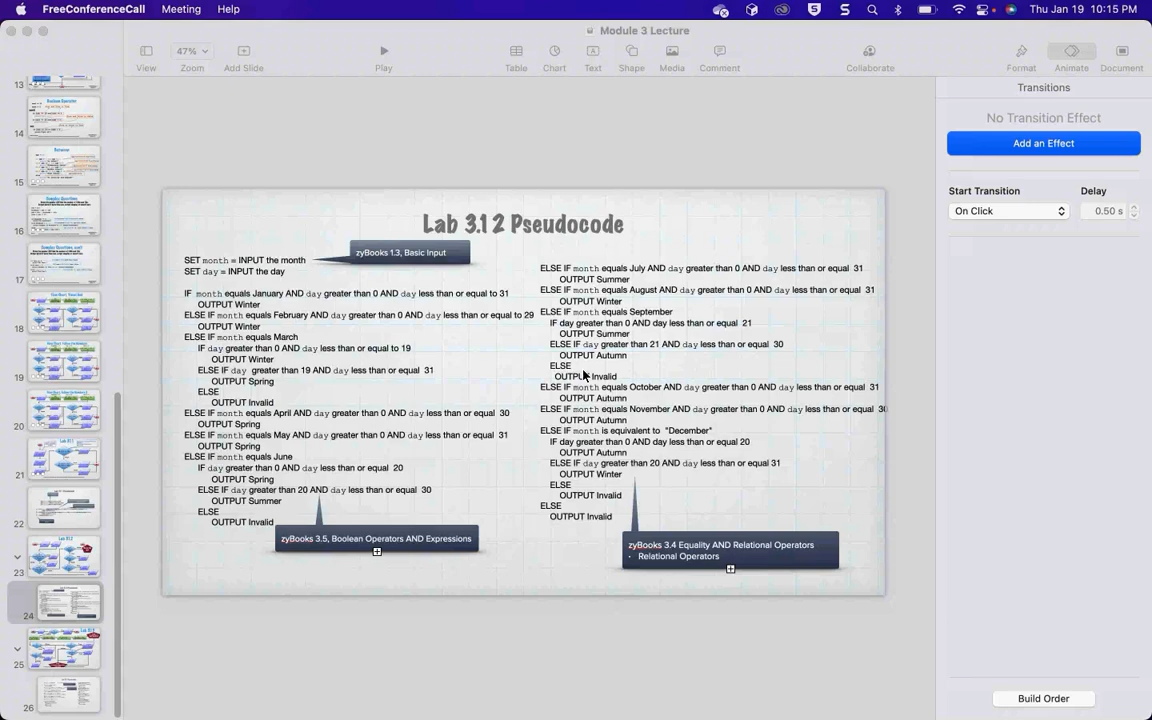 FreeConferenceCall Meeting Help Thu Jan 19 10:15 PM
Module 3 Lecture
47%
View Zoom Add Slide Play Table Chart Text Shape Media Comment Collaborate Format Animate Document
Transitions
No Transition Effect
Add an Effect
Start Transition Delay
On Click 0.50 s
Build Order
13
14
15
16
17
18
19
20
21
22
23
24
25
26
Lab 3.12 Pseudocode
zyBooks 1.3, Basic Input
SET month = INPUT the month
SET day = INPUT the day
IF month equals January AND day greater than 0 AND day less than or equal to 31
OUTPUT Winter
ELSE IF month equals February AND day greater than 0 AND day less than or equal to 29
OUTPUT Winter
ELSE IF month equals March
IF day greater than 0 AND day less than or equal to 19
OUTPUT Winter
ELSE IF day greater than 19 AND day less than or equal 31
OUTPUT Spring
ELSE
OUTPUT Invalid
ELSE IF month equals April AND day greater than 0 AND day less than or equal 30
OUTPUT Spring
ELSE IF month equals May AND day greater than 0 AND day less than or equal 31
OUTPUT Spring
ELSE IF month equals June
IF day greater than 0 AND day less than or equal 20
OUTPUT Spring
ELSE IF day greater than 20 AND day less than or equal 30
OUTPUT Summer
ELSE
OUTPUT Invalid
zyBooks 3.5, Boolean Operators AND Expressions
ELSE IF month equals July AND day greater than 0 AND day less than or equal 31
OUTPUT Summer
ELSE IF month equals August AND day greater than 0 AND day less than or equal 31
OUTPUT Winter
ELSE IF month equals September
IF day greater than 0 AND day less than or equal 21
OUTPUT Summer
ELSE IF day greater than 21 AND day less than or equal 30
OUTPUT Autumn
ELSE
OUTPUT Invalid
ELSE IF month equals October AND day greater than 0 AND day less than or equal 31
OUTPUT Autumn
ELSE IF month equals November AND day greater than 0 AND day less than or equal 30
OUTPUT Autumn
ELSE IF month is equivalent to "December"
IF day greater than 0 AND day less than or equal 20
OUTPUT Autumn
ELSE IF day greater than 20 AND day less than or equal 31
OUTPUT Winter
ELSE
OUTPUT Invalid
ELSE
OUTPUT Invalid
zyBooks 3.4 Equality AND Relational Operators
• Relational Operators